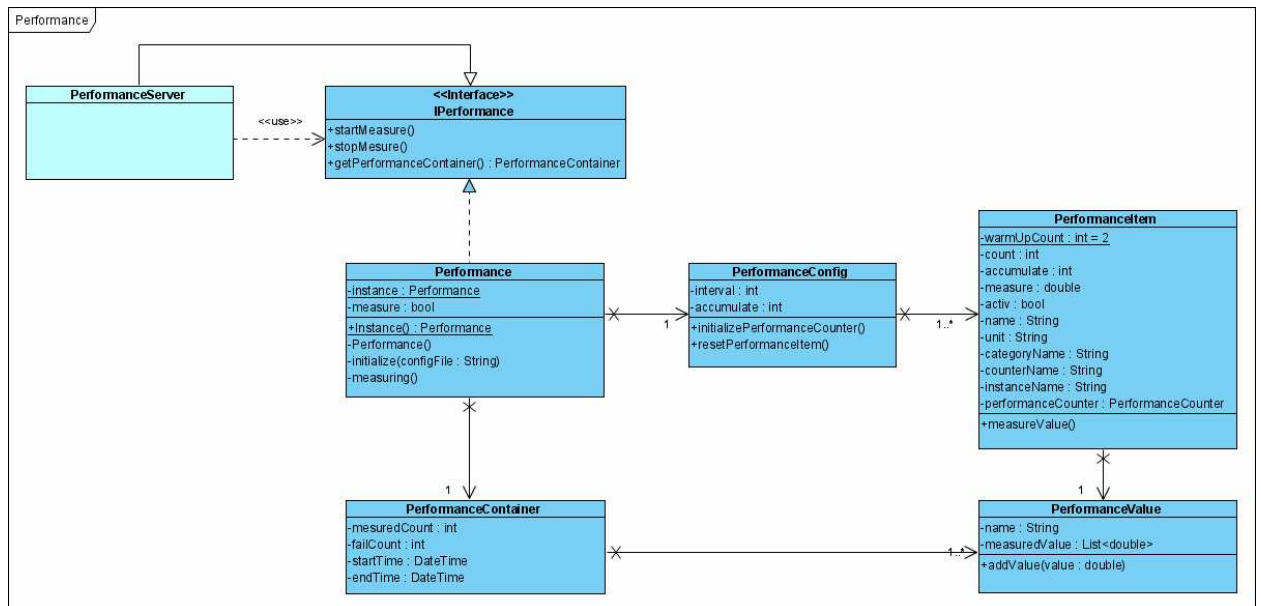 Performance
PerformanceServer
<<use>>
<<Interface>>
IPerformance
+startMeasure()
+stopMesure()
+getPerformanceContainer() : PerformanceContainer
Performance
-instance : Performance
-measure : bool
+Instance() : Performance
-Performance()
-initialize(configFile : String)
-measuring()
1
PerformanceConfig
-interval : int
-accumulate : int
+initializePerformanceCounter()
+resetPerformanceItem()
1..*
PerformanceItem
-warmUpCount : int = 2
-count : int
-accumulate : int
-measure : double
-activ : bool
-name : String
-unit : String
-categoryName : String
-counterName : String
-instanceName : String
-performanceCounter : PerformanceCounter
+measureValue()
1
PerformanceContainer
-mesuredCount : int
-failCount : int
-startTime : DateTime
-endTime : DateTime
1..*
1
PerformanceValue
-name : String
-measuredValue : List<double>
+addValue(value : double)